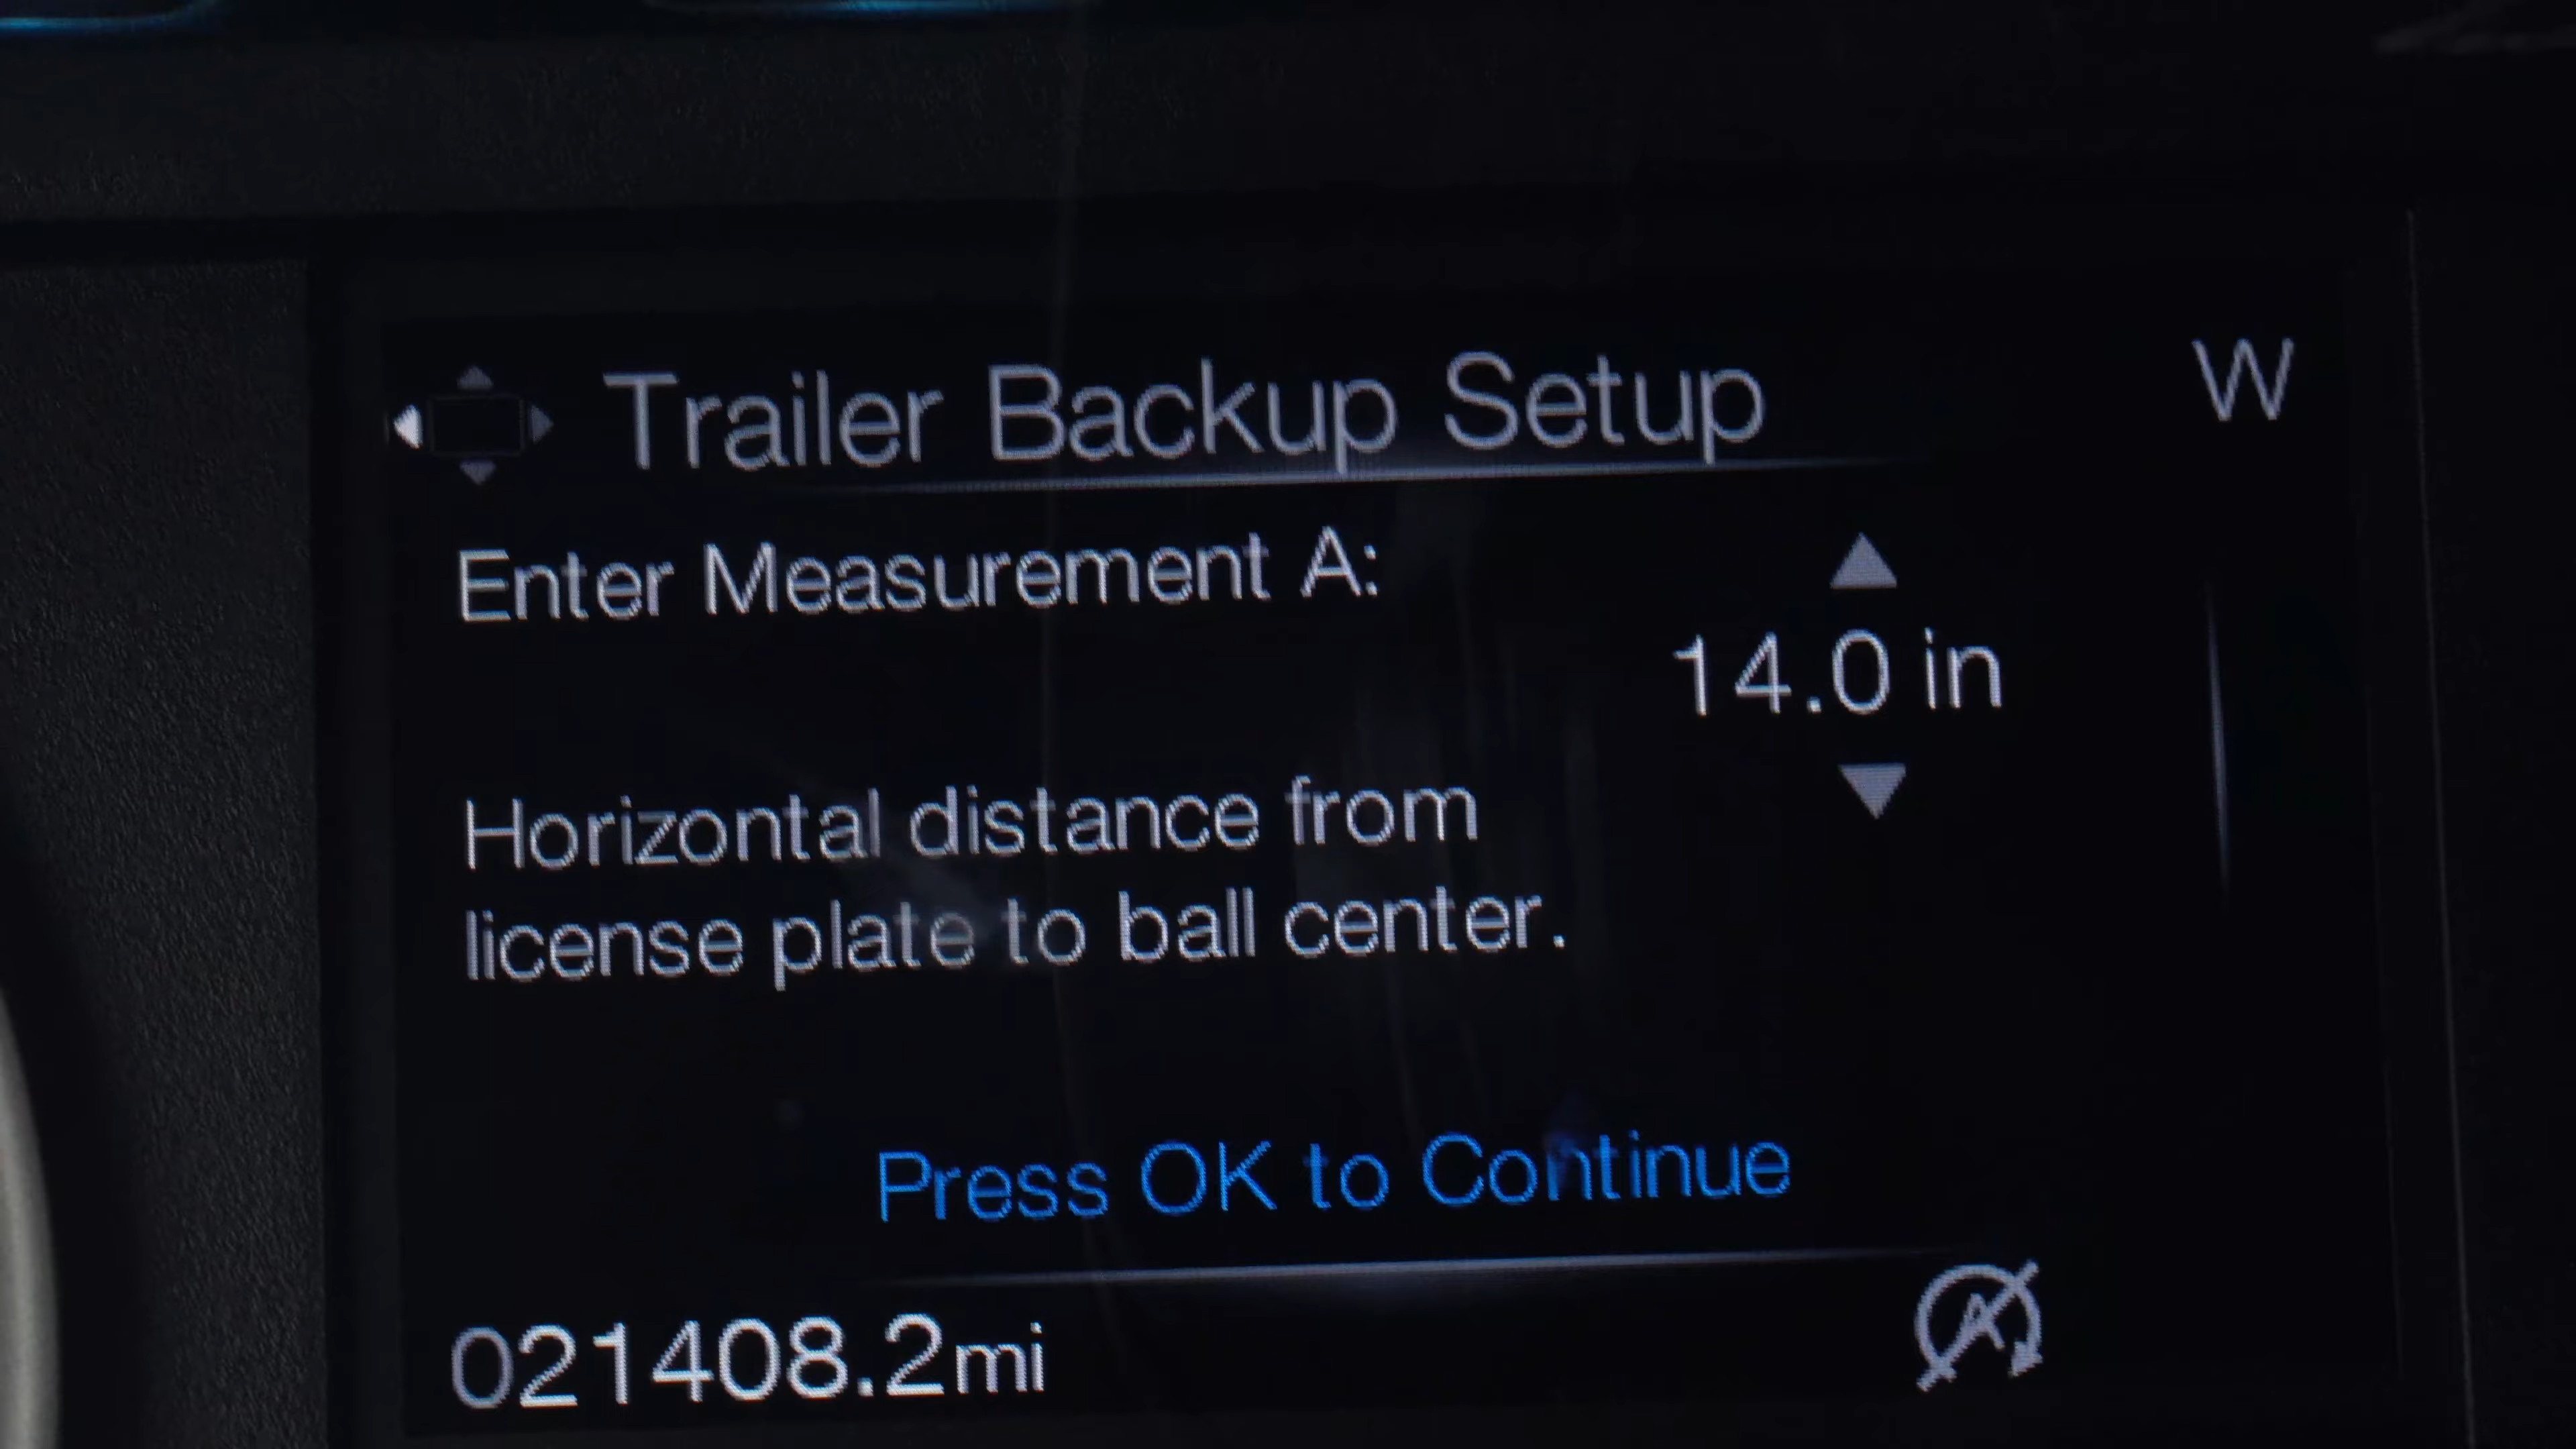 Trailer Backup Setup
W
Enter Measurement A:
14.0 in
Horizontal distance from
license plate to ball center.
Press OK to Continue
021408.2mi
A